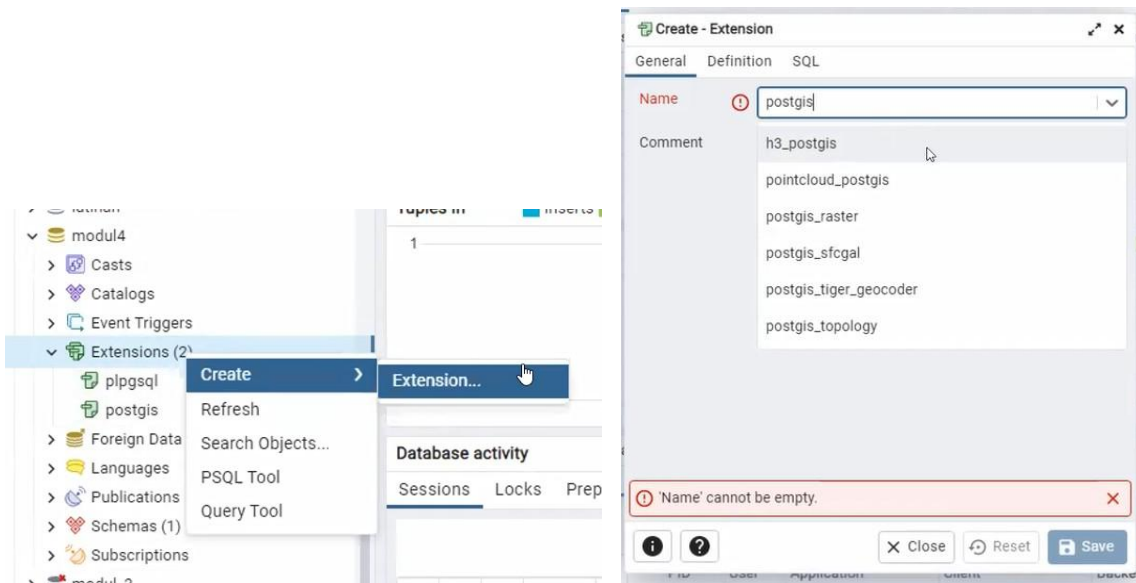 modul4
Casts
Catalogs
Event Triggers
Extensions (2)
plpgsql
postgis
Foreign Data
Languages
Publications
Schemas (1)
Subscriptions
Create
Refresh
Search Objects...
PSQL Tool
Query Tool
Extension...
Tuples in
Inserts
1
Database activity
Sessions Locks Prep
Create - Extension
General Definition SQL
Name postgis
Comment
h3_postgis
pointcloud_postgis
postgis_raster
postgis_sfcgal
postgis_tiger_geocoder
postgis_topology
'Name' cannot be empty.
Close Reset Save